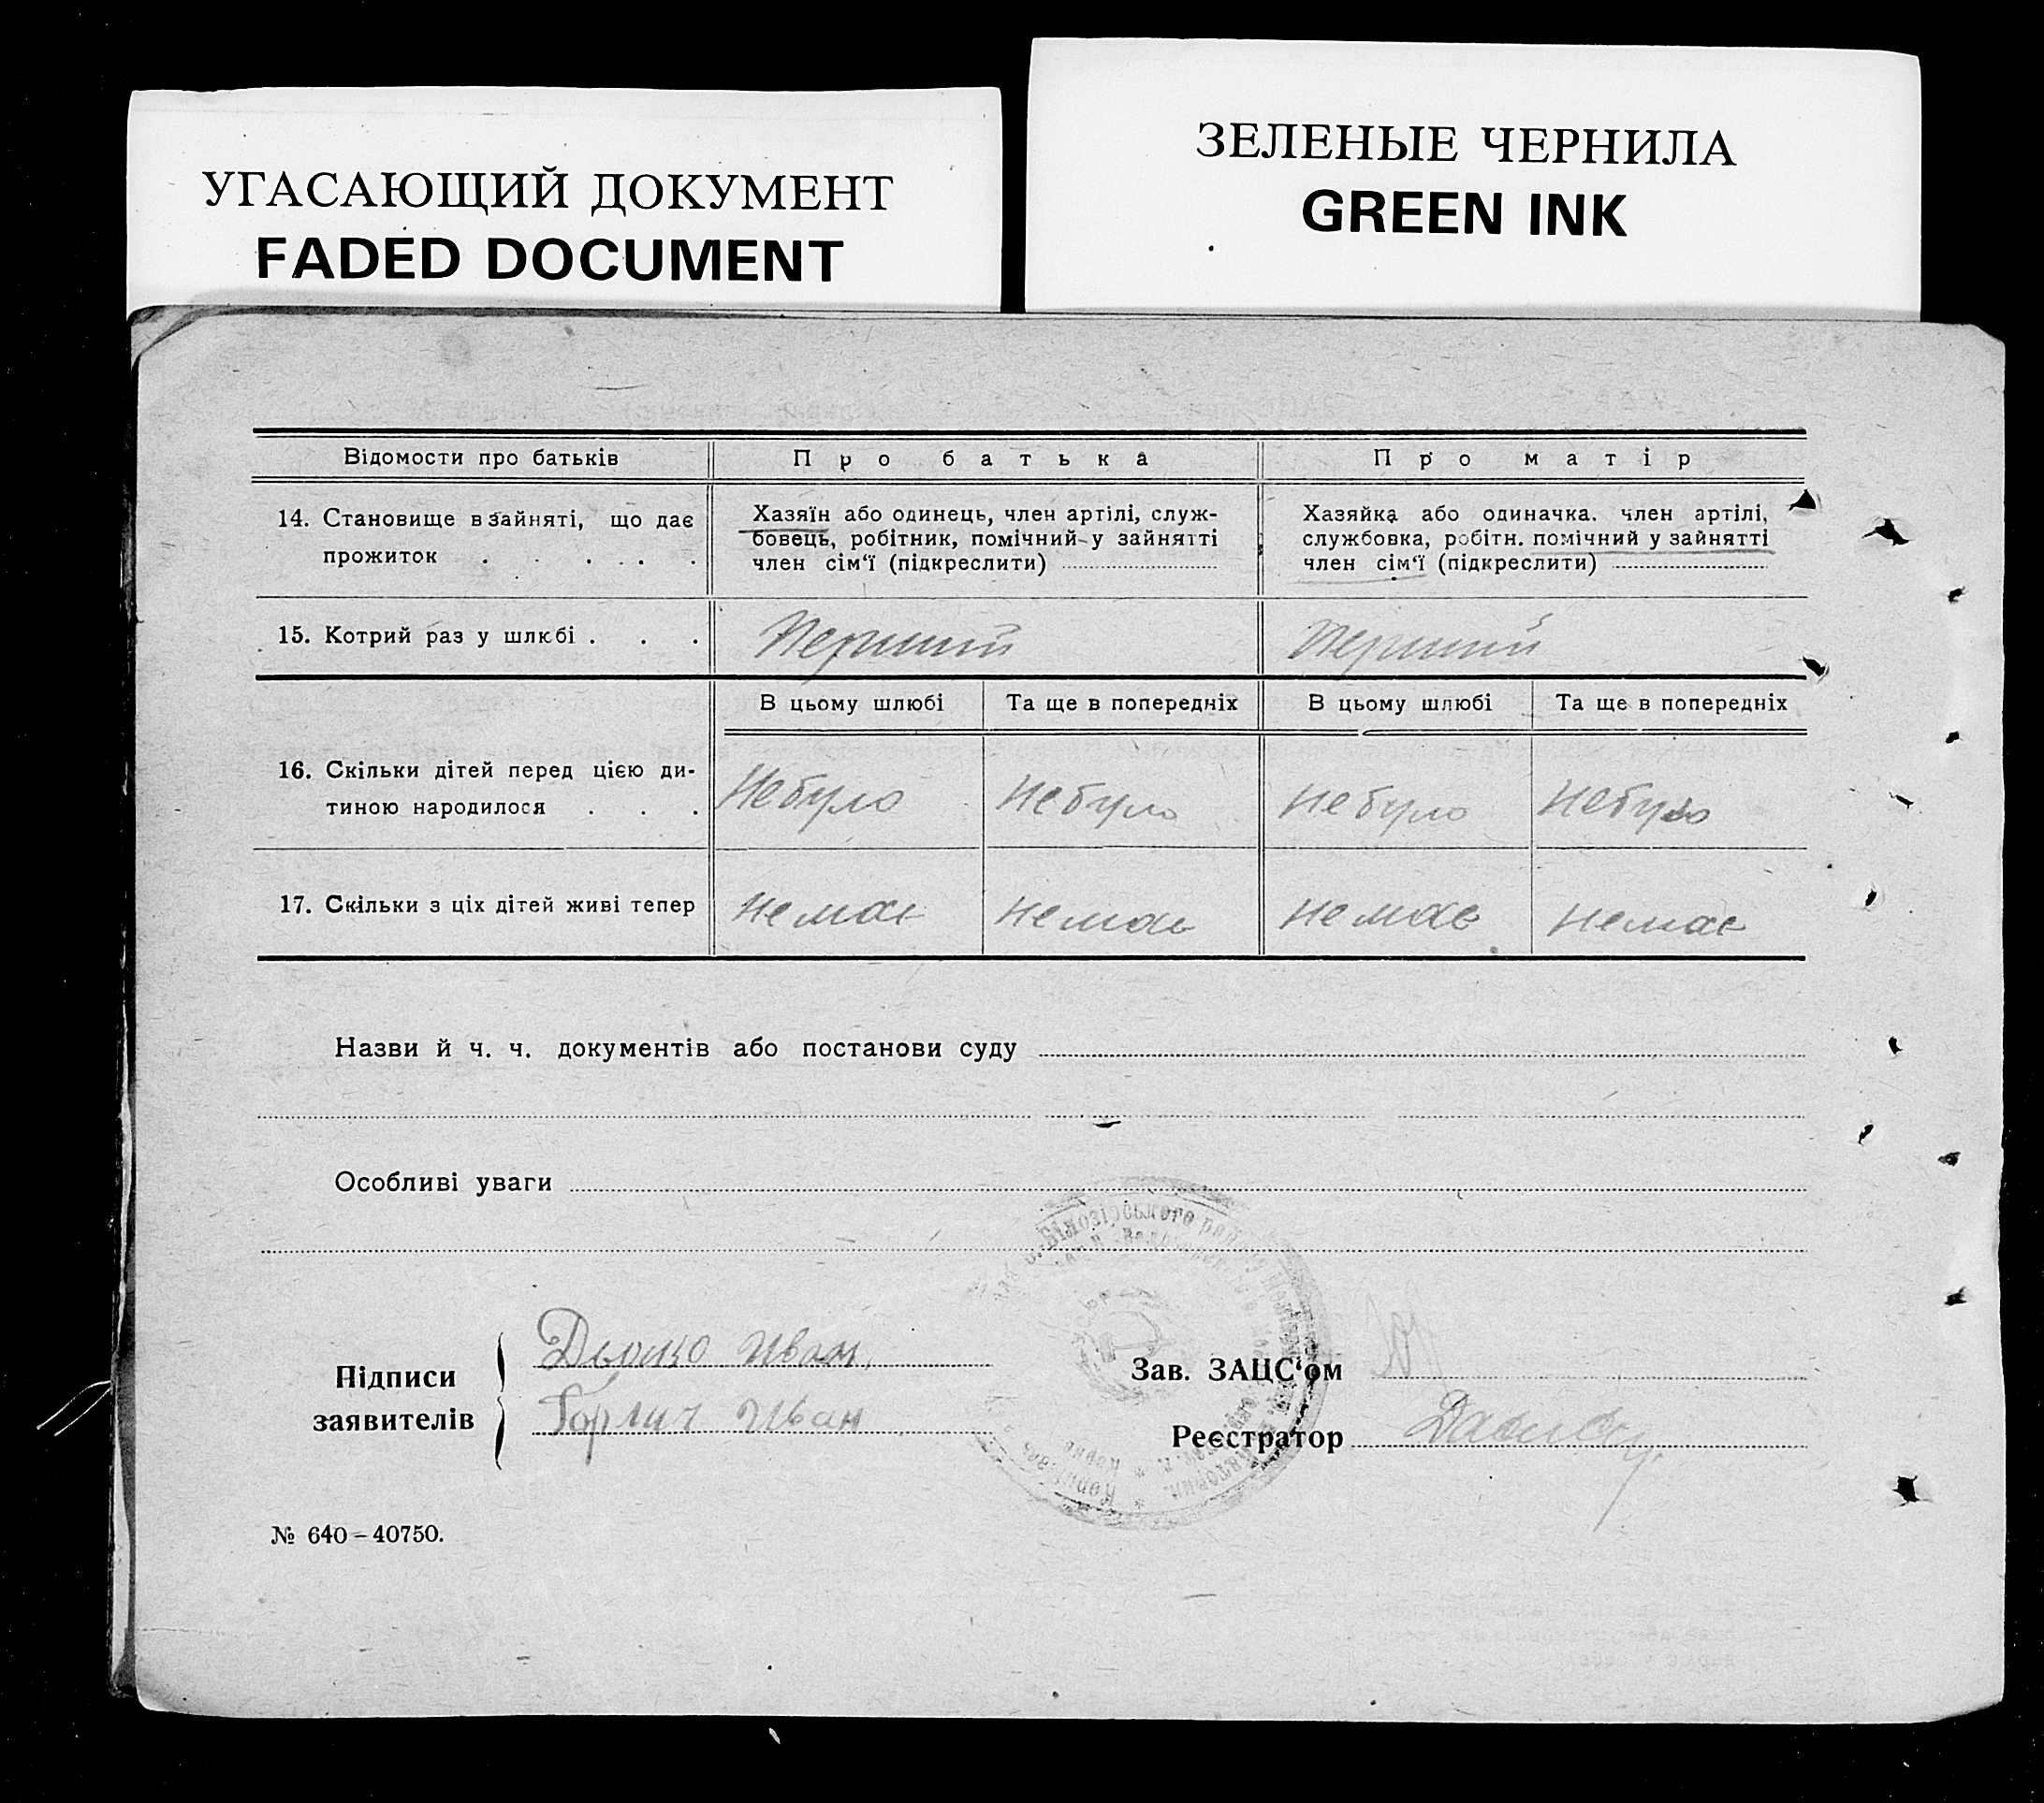 УГАСАЮЩИЙ ДОКУМЕНТ
FADED DOCUMENT
ЗЕЛЕНЫЕ ЧЕРНИЛА
GREEN INK
Відомости про батьків
Про батька
Про матір
14. Становище в зайняті, що дає
прожиток . . . . .
Хазяїн або одинець, член артілі, служ-
бовець, робітник, помічний у зайнятті
член сім‘ї (підкреслити)
Хазяйка або одиначка. член артілі,
службовка, робітн. помічний у зайнятті
член сім‘ї (підкреслити)
15. Котрий раз у шлюбі . . .
Перший
Перший
В цьому шлюбі
Та ще в попередніх
В цьому шлюбі
Та ще в попередніх
16. Скільки дітей перед цією ди-
тиною народилося . . .
Небуло
Небуло
Небуло
Небуло
17. Скільки з ціх дітей живі тепер
немає
немає
немає
немає
Назви й ч. ч. документів або постанови суду
Особливі уваги
Білозірського
Підписи
заявителів
Иван
Горлич Иван
Зав. ЗАЦС‘ом
Реєстратор
№ 640–40750.